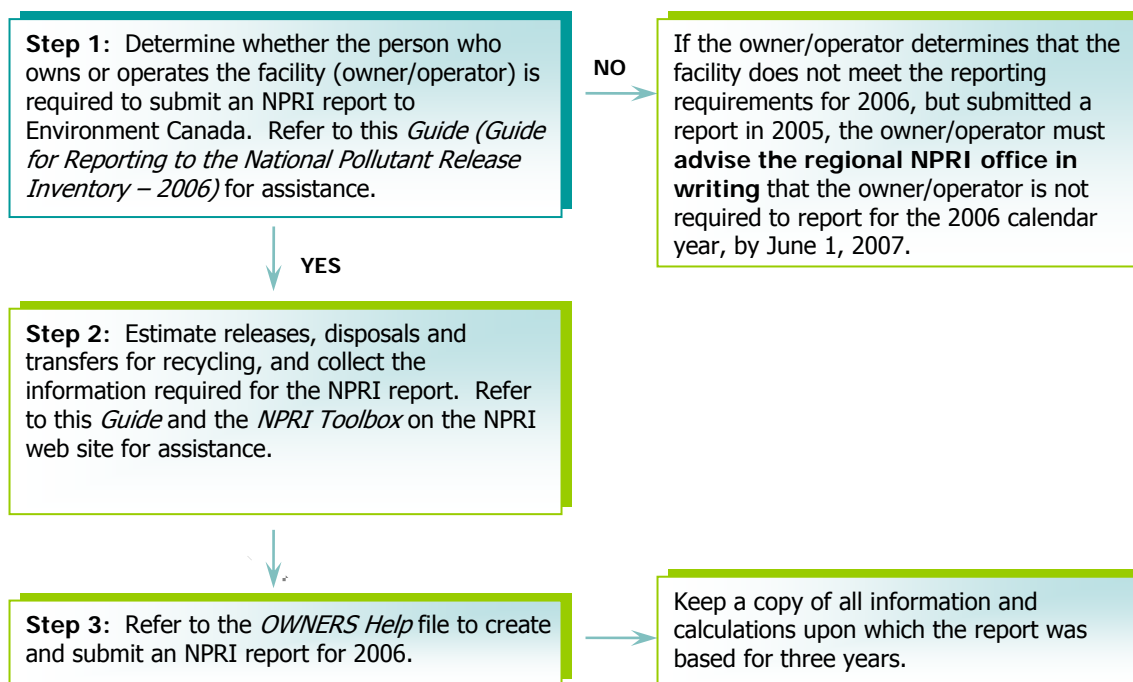 Step 1: Determine whether the person who
owns or operates the facility (owner/operator) is
required to submit an NPRI report to
Environment Canada. Refer to this Guide (Guide
for Reporting to the National Pollutant Release
Inventory – 2006) for assistance.
NO
If the owner/operator determines that the
facility does not meet the reporting
requirements for 2006, but submitted a
report in 2005, the owner/operator must
advise the regional NPRI office in
writing that the owner/operator is not
required to report for the 2006 calendar
year, by June 1, 2007.
YES
Step 2: Estimate releases, disposals and
transfers for recycling, and collect the
information required for the NPRI report. Refer
to this Guide and the NPRI Toolbox on the NPRI
web site for assistance.
Step 3: Refer to the OWNERS Help file to create
and submit an NPRI report for 2006.
Keep a copy of all information and
calculations upon which the report was
based for three years.